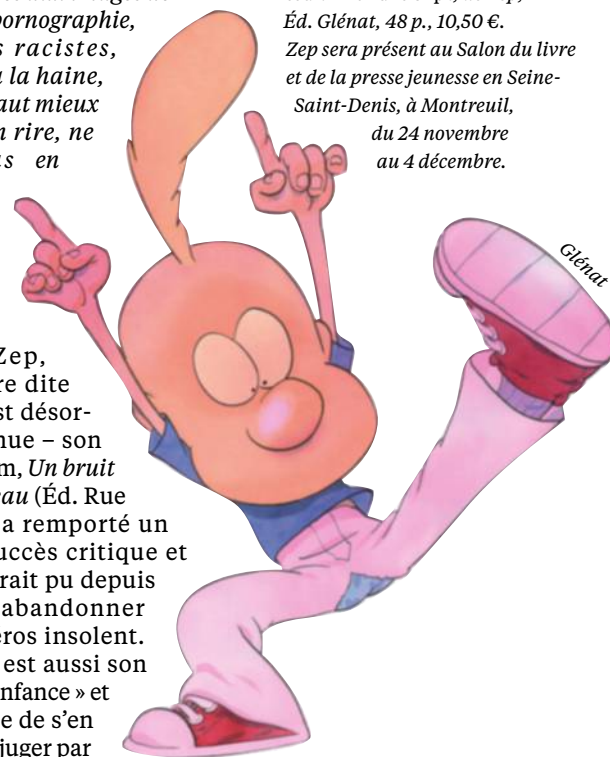 pornographie,
s racistes,
la haine,
aut mieux
n rire, ne
s en
Zep,
re dite
st désor-
nue – son
m, Un bruit
eau (Éd. Rue
a remporté un
uccès critique et
rait pu depuis
abandonner
éros insolent.
est aussi son
nfance » et
e de s'en
juger par
Éd. Glénat, 48 p., 10,50 €.
Zep sera présent au Salon du livre
et de la presse jeunesse en Seine-
Saint-Denis, à Montreuil,
du 24 novembre
au 4 décembre.
Glénat